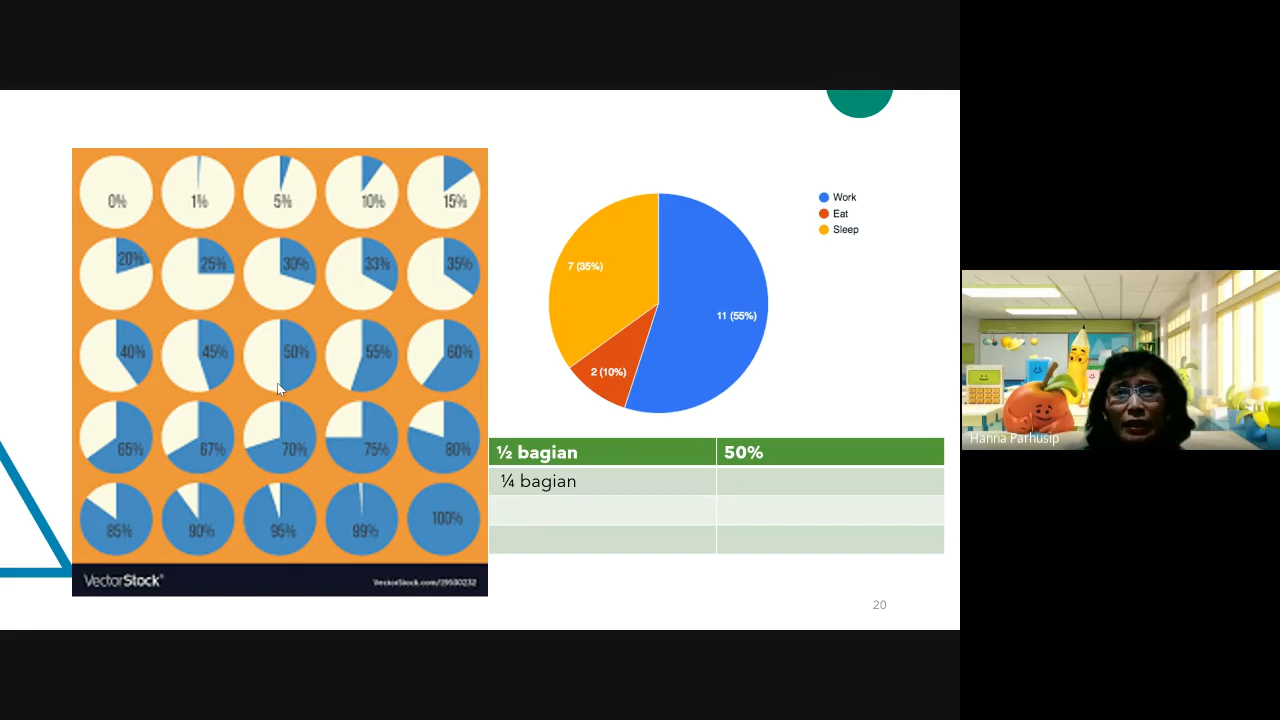 0% 1% 5% 10% 15%
20% 25% 30% 33% 35%
40% 45% 50% 55% 60%
65% 67% 70% 75% 80%
85% 90% 95% 99% 100%
VectorStock®
VectorStock.com/29500232
Work
Eat
Sleep
7 (35%)
11 (55%)
2 (10%)
½ bagian 50%
¼ bagian
20
Hanna Parhusip